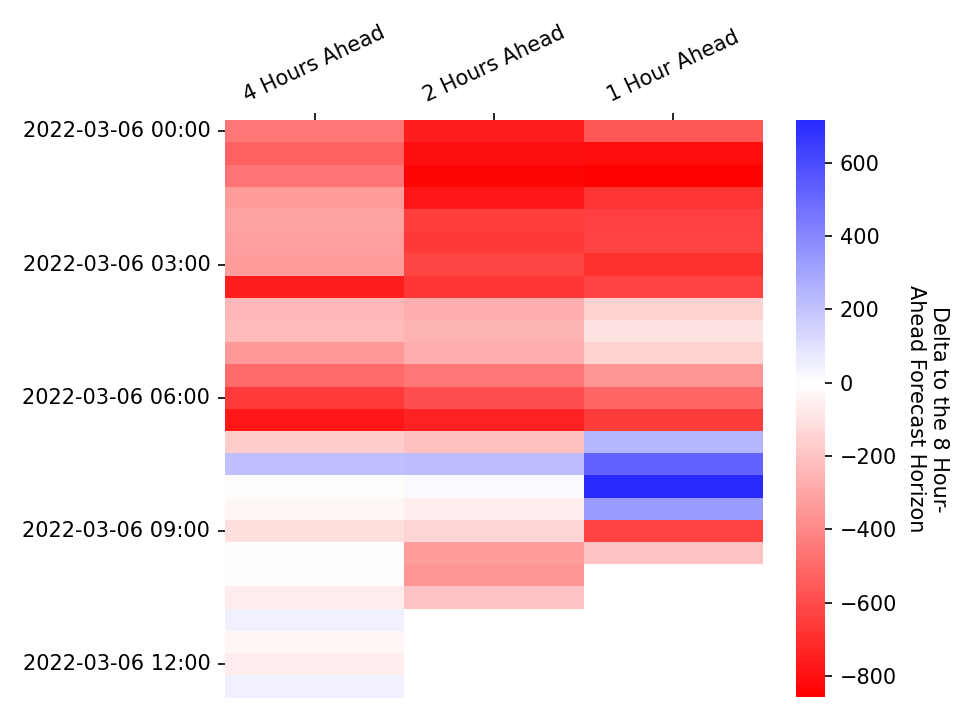 4 Hours Ahead
2 Hours Ahead
1 Hour Ahead
2022-03-06 00:00
2022-03-06 03:00
2022-03-06 06:00
2022-03-06 09:00
2022-03-06 12:00
600
400
200
0
−200
−400
−600
−800
Delta to the 8 Hour-
Ahead Forecast Horizon